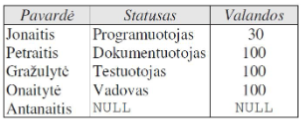 Pavardė Statusas Valandos
Jonaitis Programuotojas 30
Petraitis Dokumentuotojas 100
Gražulytė Testuotojas 100
Onaitytė Vadovas 100
Antanaitis NULL NULL